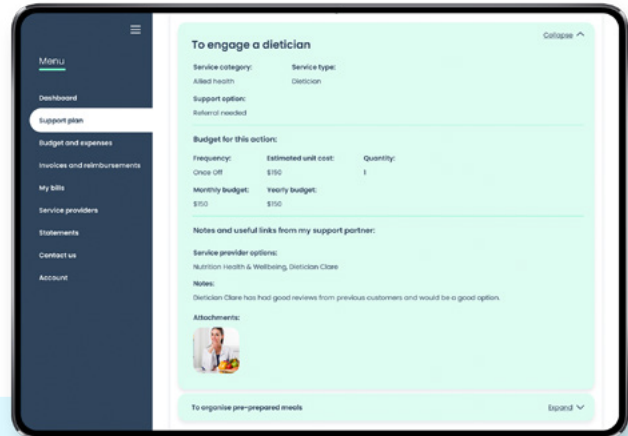 Menu
Dashboard
Support plan
Budget and expenses
Invoices and reimbursements
My bills
Service providers
Statements
Contact us
Account
To engage a dietician
Collapse
Service category:
Service type:
Allied health
Dietician
Support option:
Referral needed
Budget for this action:
Frequency:
Estimated unit cost:
Quantity:
Once Off
$150
1
Monthly budget:
Yearly budget:
$150
$150
Notes and useful links from my support partner:
Service provider options:
Nutrition Health & Wellbeing, Dietician Clare
Notes:
Dietician Clare has had good reviews from previous customers and would be a good option.
Attachments:
To organise pre-prepared meals
Expand